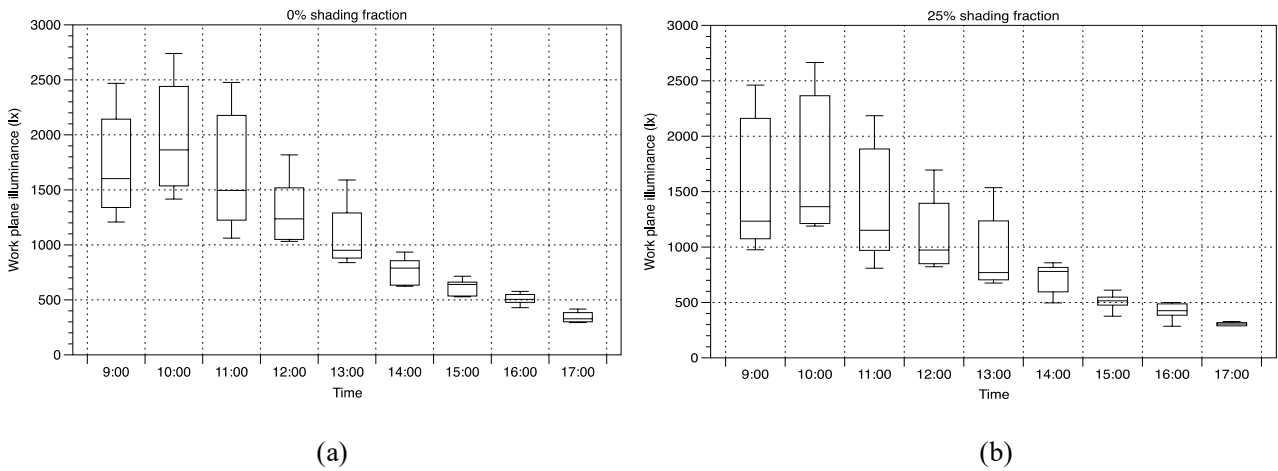 0% shading fraction
3000
2500
2000
1500
1000
500
0
Work plane illuminance (lx)
9:00 10:00 11:00 12:00 13:00 14:00 15:00 16:00 17:00
Time
(a)
25% shading fraction
3000
2500
2000
1500
1000
500
0
Work plane illuminance (lx)
9:00 10:00 11:00 12:00 13:00 14:00 15:00 16:00 17:00
Time
(b)